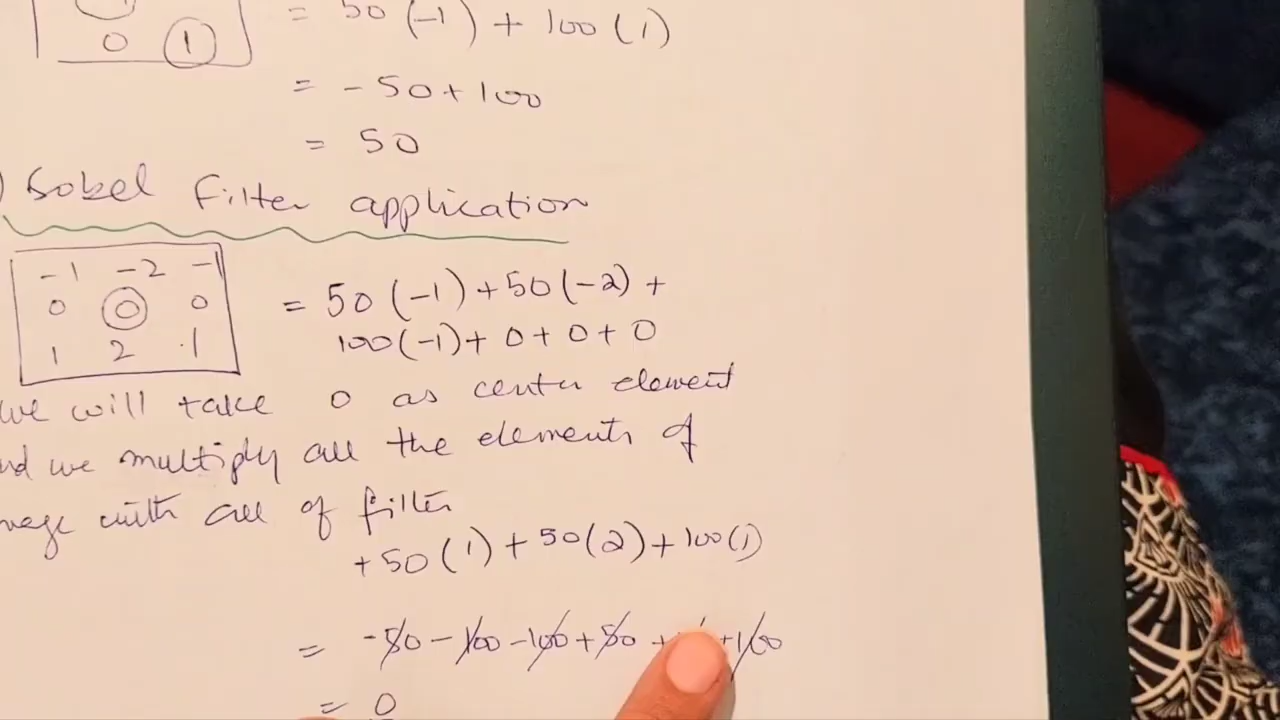 = 50 (-1) + 100 (1)
0 1
= -50+100
= 50
) Sobel Filter application
-1 -2 -1
0 0 0
1 2 1
= 50 (-1) + 50 (-2) +
100 (-1) + 0 + 0 + 0
we will take 0 as center element
and we multiply all the elements of
mage with all of filter
+50 (1) + 50 (2) + 100 (1)
= -50 -100 -100 +50 + +100
= 0